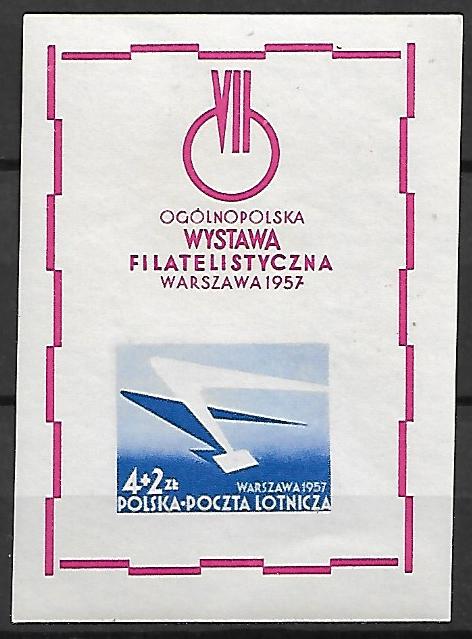 VII
OGÓLNOPOLSKA
WYSTAWA
FILATELISTYCZNA
WARSZAWA 1957
4+2 ZŁ
WARSZAWA 1957
POLSKA·POCZTA LOTNICZA